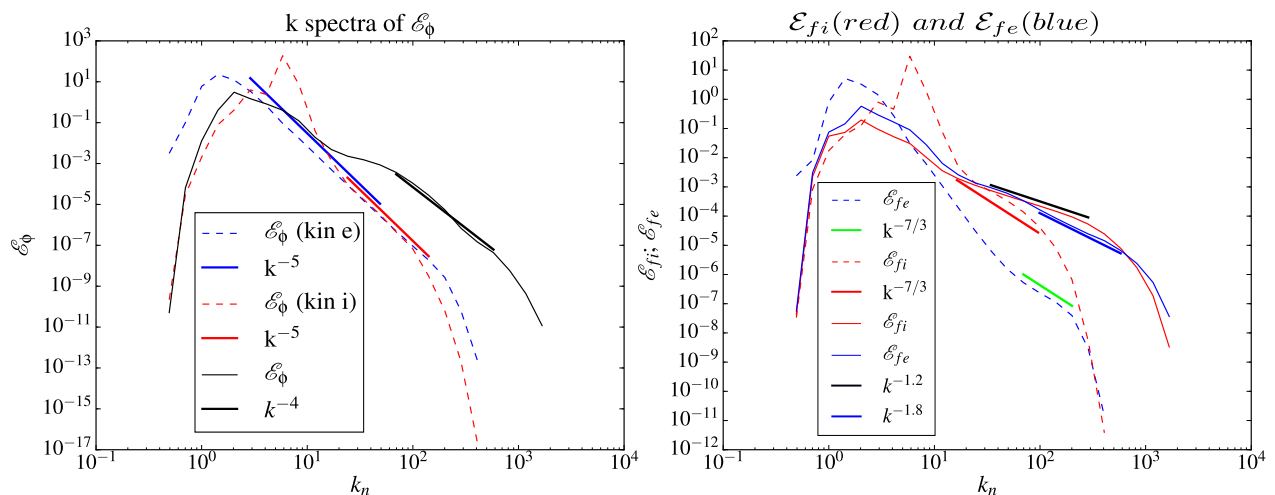 k spectra of ℰ_ϕ
10^3
10^1
10^−1
10^−3
10^−5
10^−7
10^−9
10^−11
10^−13
10^−15
10^−17
ℰ_ϕ
ℰ_ϕ (kin e)
k^−5
ℰ_ϕ (kin i)
k^−5
ℰ_ϕ
k^−4
10^−1 10^0 10^1 10^2 10^3 10^4
k_n
ℰ_fi(red) and ℰ_fe(blue)
10^2
10^1
10^0
10^−1
10^−2
10^−3
10^−4
10^−5
10^−6
10^−7
10^−8
10^−9
10^−10
10^−11
10^−12
ℰ_fi; ℰ_fe
ℰ_fe
k^−7/3
ℰ_fi
k^−7/3
ℰ_fi
ℰ_fe
k^−1.2
k^−1.8
10^−1 10^0 10^1 10^2 10^3 10^4
k_n